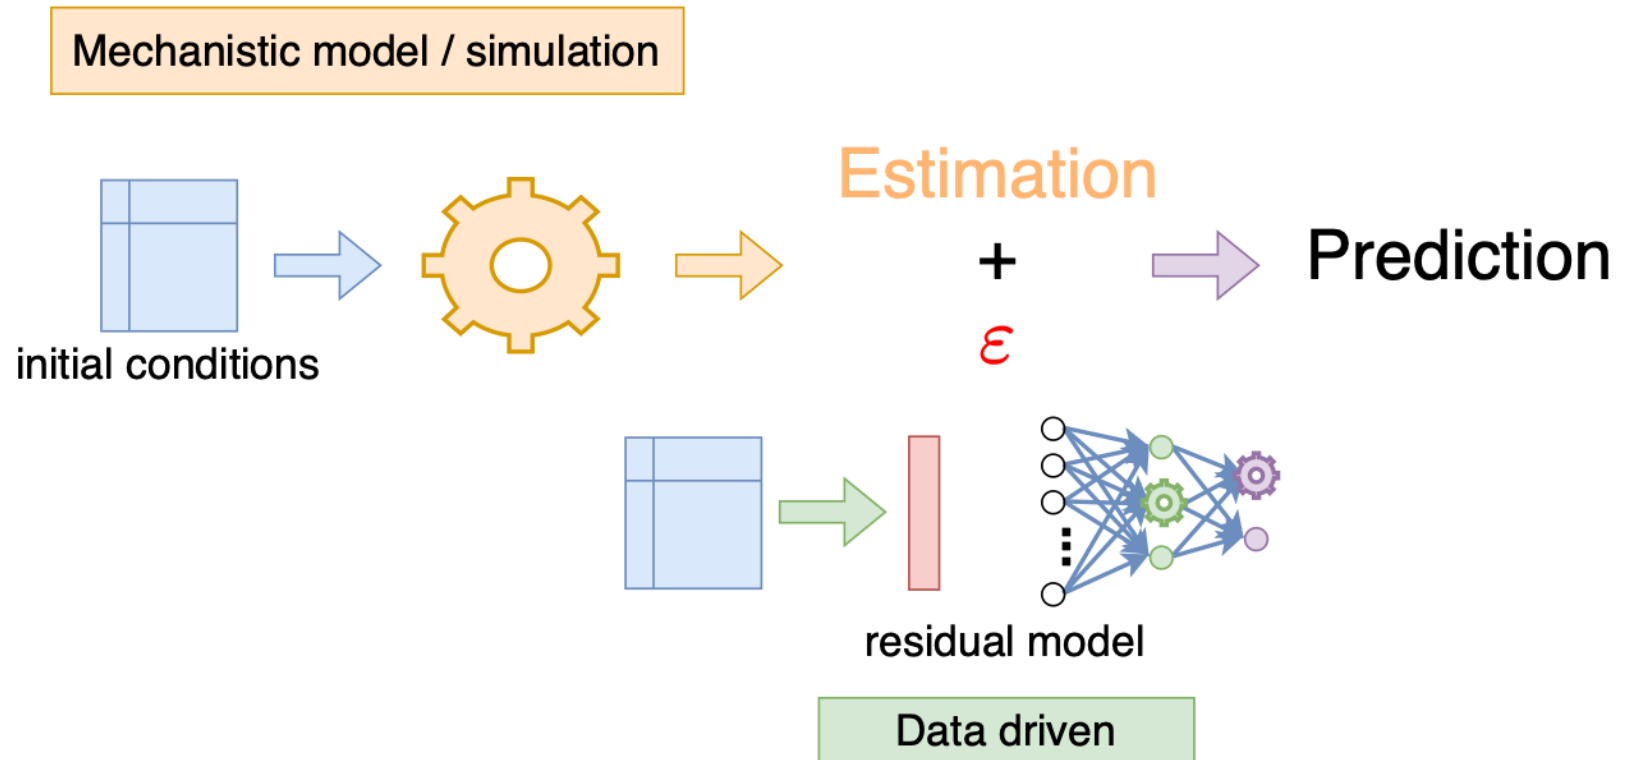 Mechanistic model / simulation
Estimation
+
Prediction
ε
initial conditions
residual model
Data driven